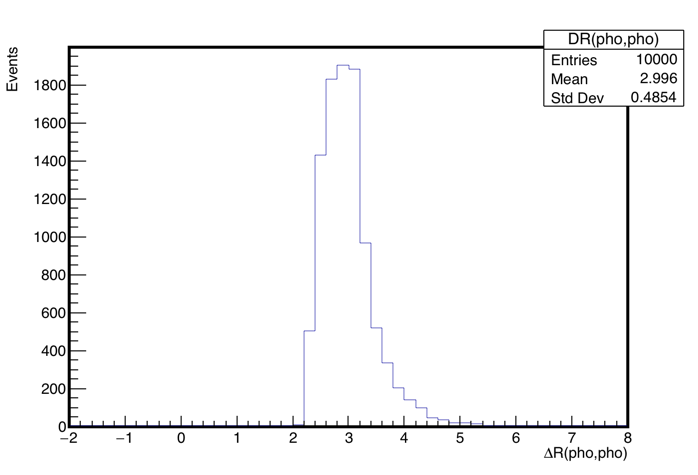 DR(pho,pho)
Entries 10000
Mean 2.996
Std Dev 0.4854
Events
1800
1600
1400
1200
1000
800
600
400
200
0
−2 −1 0 1 2 3 4 5 6 7 8
ΔR(pho,pho)